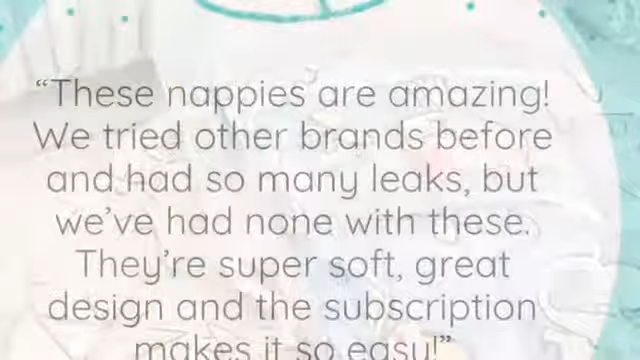 “These nappies are amazing!
We tried other brands before
and had so many leaks, but
we’ve had none with these.
They’re super soft, great
design and the subscription
makes it so easy!”